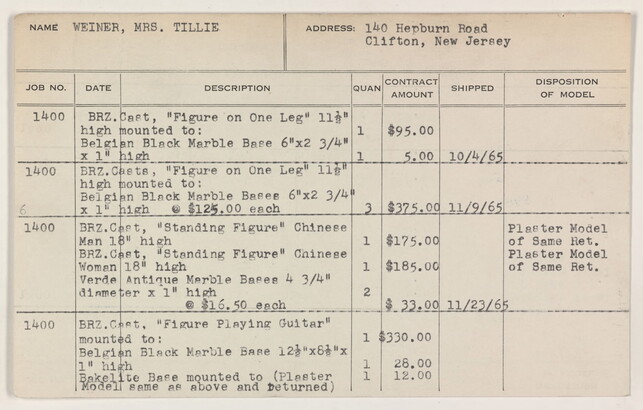 NAME WEINER, MRS. TILLIE ADDRESS: 140 Hepburn Road
Clifton, New Jersey
JOB NO. DATE DESCRIPTION QUAN CONTRACT AMOUNT SHIPPED DISPOSITION OF MODEL
1400 BRZ.Cast, "Figure on One Leg" 11½"
high mounted to: 1 $95.00
Belgian Black Marble Base 6"x2 3/4"
x 1" high 1 5.00 10/4/65
1400 BRZ.Casts, "Figure on One Leg" 11½"
high mounted to:
Belgian Black Marble Bases 6"x2 3/4"
6 x 1" high @ $125.00 each 3 $375.00 11/9/65
1400 BRZ.Cast, "Standing Figure" Chinese Plaster Model
Man 18" high 1 $175.00 of Same Ret.
BRZ.Cast, "Standing Figure" Chinese Plaster Model
Woman 18" high 1 $185.00 of Same Ret.
Verde Antique Marble Bases 4 3/4"
diameter x 1" high 2
@ $16.50 each $ 33.00 11/23/65
1400 BRZ.Cast, "Figure Playing Guitar"
mounted to: 1 $330.00
Belgian Black Marble Base 12½"x8½"x
1" high 1 28.00
Bakelite Base mounted to (Plaster 1 12.00
Model same as above and returned)